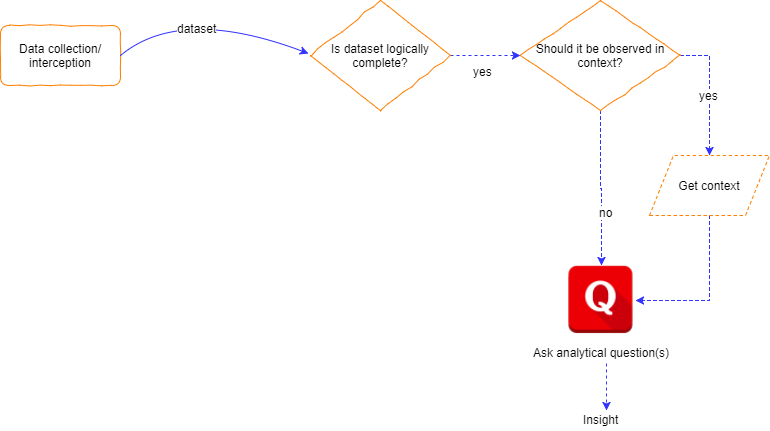 dataset
Data collection/
interception
Is dataset logically
complete?
Should it be observed in
context?
yes
yes
Get context
no
Q
Ask analytical question(s)
Insight